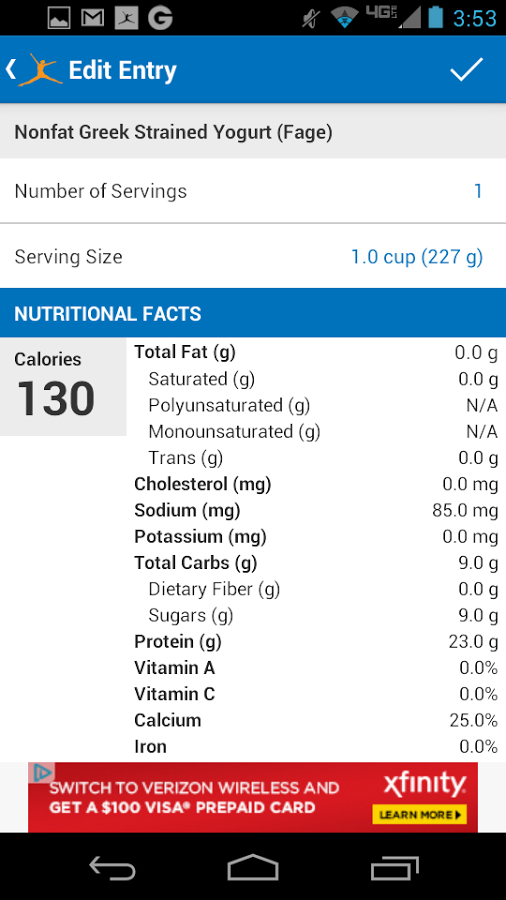 4G 3:53
Edit Entry
Nonfat Greek Strained Yogurt (Fage)
Number of Servings 1
Serving Size 1.0 cup (227 g)
NUTRITIONAL FACTS
Calories
130
Total Fat (g) 0.0 g
Saturated (g) 0.0 g
Polyunsaturated (g) N/A
Monounsaturated (g) N/A
Trans (g) 0.0 g
Cholesterol (mg) 0.0 mg
Sodium (mg) 85.0 mg
Potassium (mg) 0.0 mg
Total Carbs (g) 9.0 g
Dietary Fiber (g) 0.0 g
Sugars (g) 9.0 g
Protein (g) 23.0 g
Vitamin A 0.0%
Vitamin C 0.0%
Calcium 25.0%
Iron 0.0%
SWITCH TO VERIZON WIRELESS AND
GET A $100 VISA® PREPAID CARD
xfinity
LEARN MORE